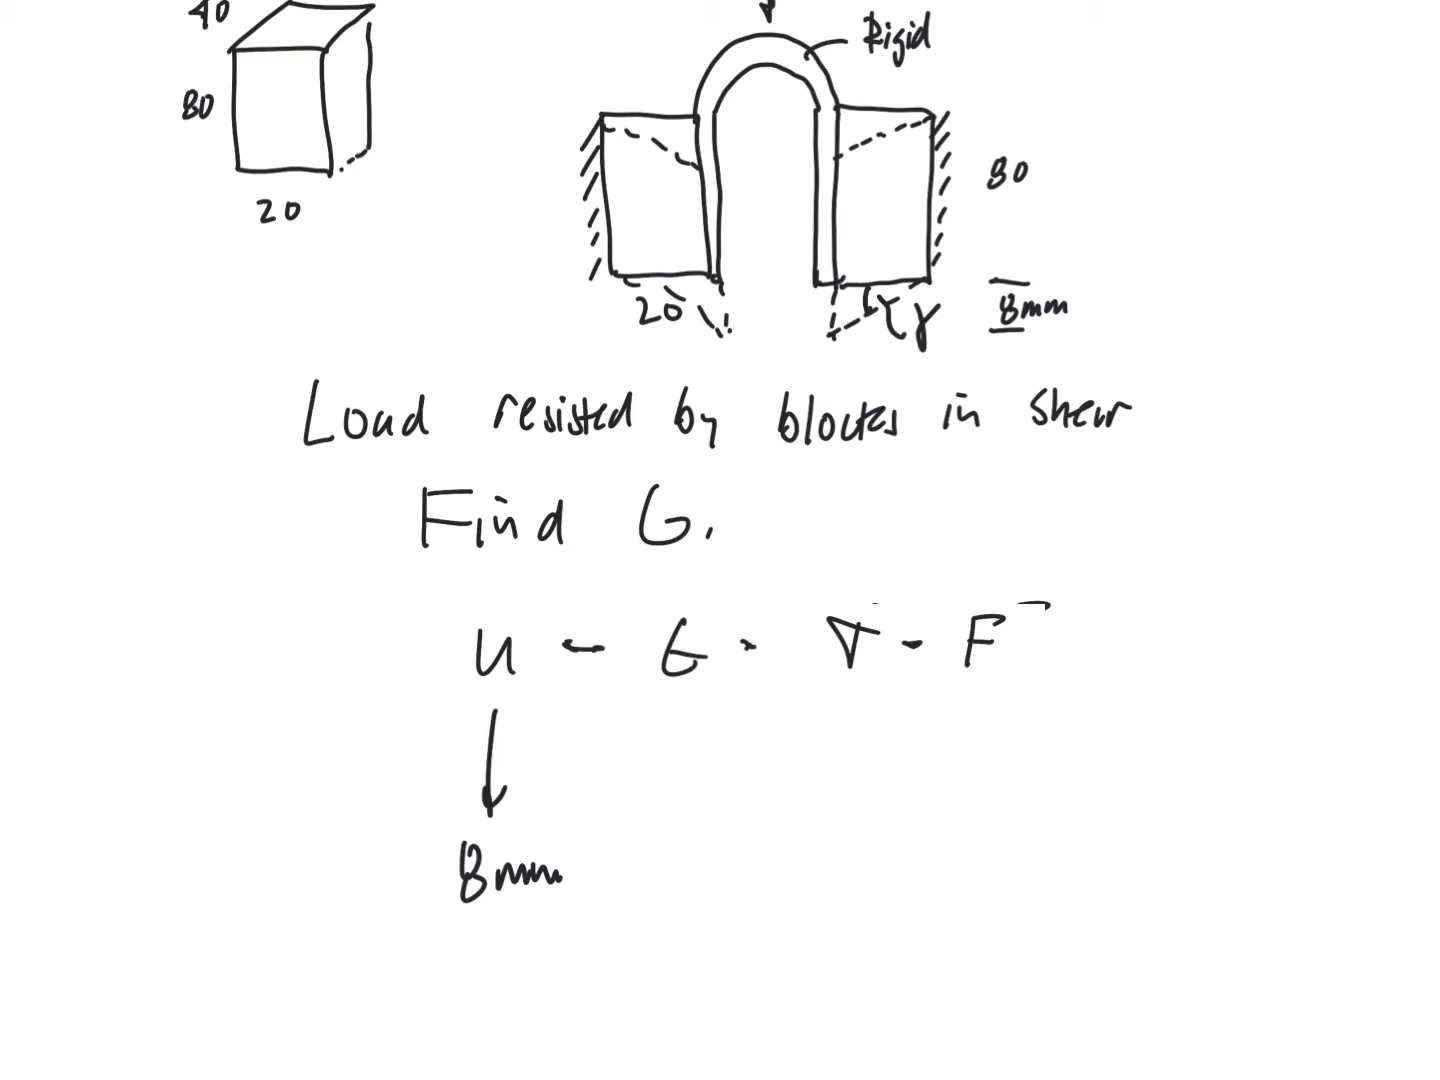 40
Rigid
80
80
20
20
γ
8mm
Load resisted by blocks in shear
Find G.
u - ε - σ - F
8mm